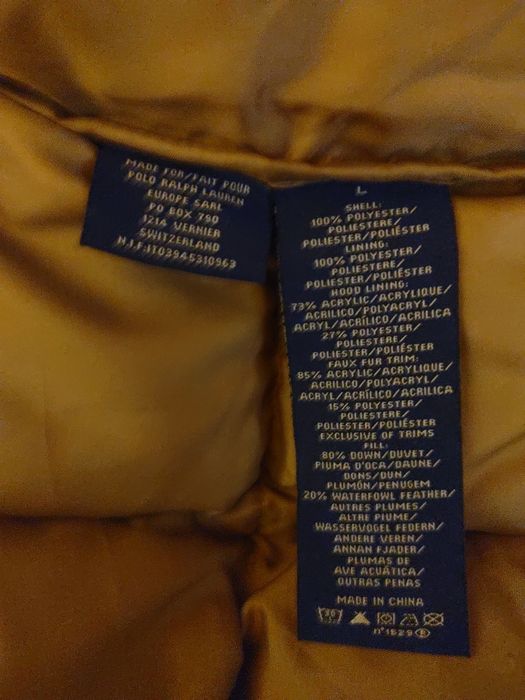 MADE FOR/FAIT POUR
POLO RALPH LAUREN
EUROPE SARL
PO BOX 790
1214 VERNIER
SWITZERLAND
N.I.F.IT03945310963
L
SHELL:
100% POLYESTER/
POLIESTERE/
POLIESTER/POLIÉSTER
LINING:
100% POLYESTER/
POLIESTERE/
POLIESTER/POLIÉSTER
HOOD LINING:
73% ACRYLIC/ACRYLIQUE/
ACRILICO/POLYACRYL/
ACRYL/ACRÍLICO/ACRILICA
27% POLYESTER/
POLIESTERE/
POLIESTER/POLIÉSTER
FAUX FUR TRIM:
85% ACRYLIC/ACRYLIQUE/
ACRILICO/POLYACRYL/
ACRYL/ACRÍLICO/ACRILICA
15% POLYESTER/
POLIESTERE/
POLIESTER/POLIÉSTER
EXCLUSIVE OF TRIMS
FILL:
80% DOWN/DUVET/
PIUMA D'OCA/DAUNE/
DONS/DUN/
PLUMÓN/PENUGEM
20% WATERFOWL FEATHER/
AUTRES PLUMES/
ALTRE PIUME/
WASSERVOGEL FEDERN/
ANDERE VEREN/
ANNAN FJADER/
PLUMAS DE
AVE ACUÁTICA/
OUTRAS PENAS
MADE IN CHINA
30
n°1529 B